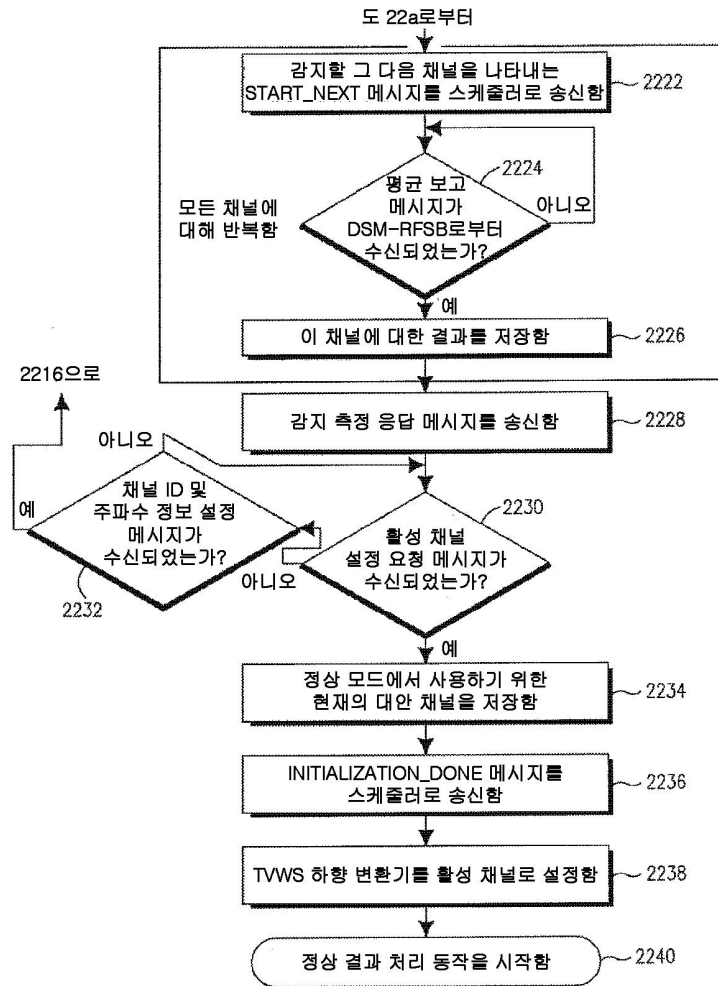 도 22a로부터
감지할 그 다음 채널을 나타내는
START_NEXT 메시지를 스케줄러로 송신함
2222
2224
평균 보고
메시지가
DSM-RFSB로부터
수신되었는가?
아니오
모든 채널에
대해 반복함
예
이 채널에 대한 결과를 저장함
2226
2216으로
감지 측정 응답 메시지를 송신함
2228
아니오
예
채널 ID 및
주파수 정보 설정
메시지가
수신되었는가?
2232
2230
활성 채널
설정 요청 메시지가
수신되었는가?
아니오
예
정상 모드에서 사용하기 위한
현재의 대안 채널을 저장함
2234
INITIALIZATION_DONE 메시지를
스케줄러로 송신함
2236
TVWS 하향 변환기를 활성 채널로 설정함
2238
정상 결과 처리 동작을 시작함
2240